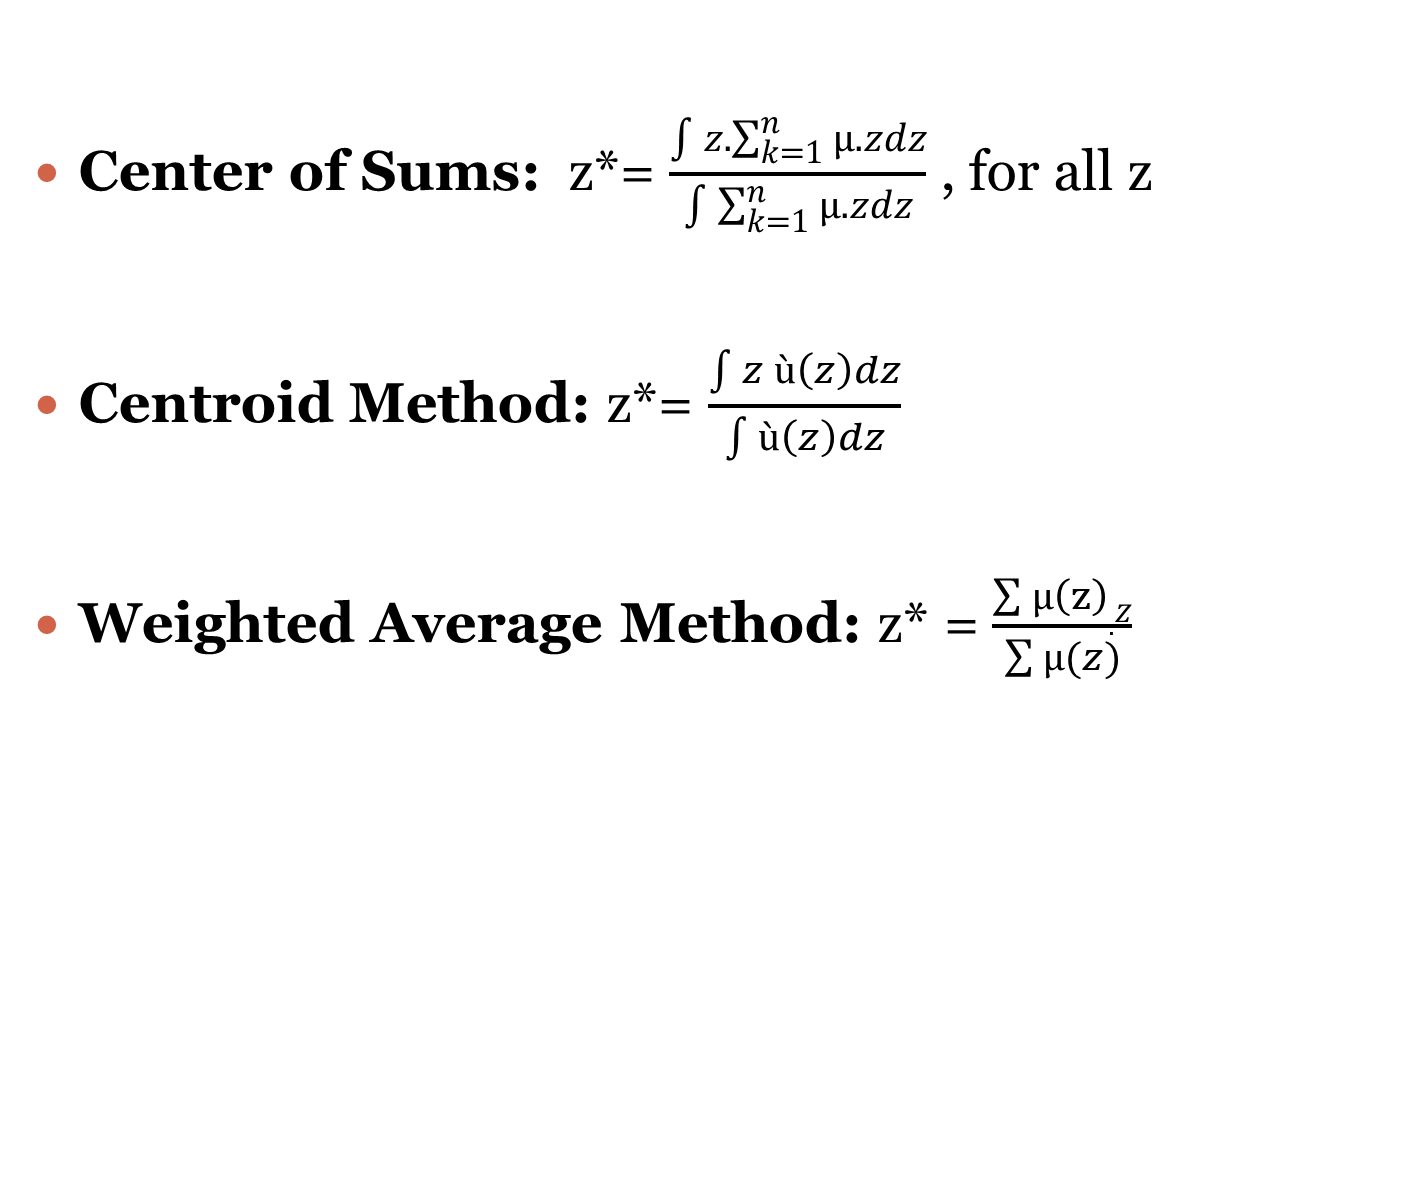 • Center of Sums: z*= ∫ z.∑ⁿₖ₌₁ μ.zdz / ∫ ∑ⁿₖ₌₁ μ.zdz , for all z
• Centroid Method: z*= ∫ z ù(z)dz / ∫ ù(z)dz
• Weighted Average Method: z* = ∑ μ(z) z / ∑ μ(z)